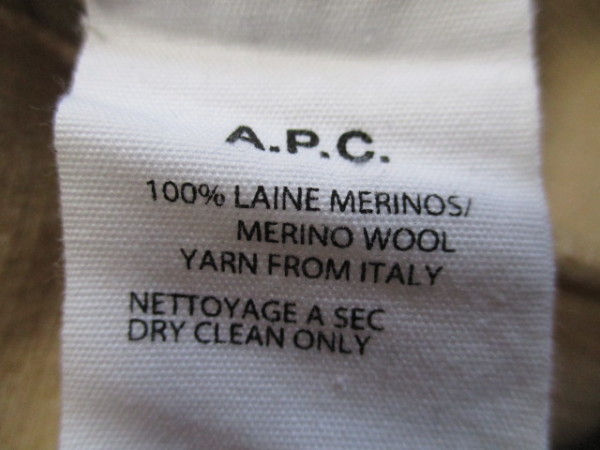 A.P.C.
100% LAINE MERINOS/
MERINO WOOL
YARN FROM ITALY
NETTOYAGE A SEC
DRY CLEAN ONLY